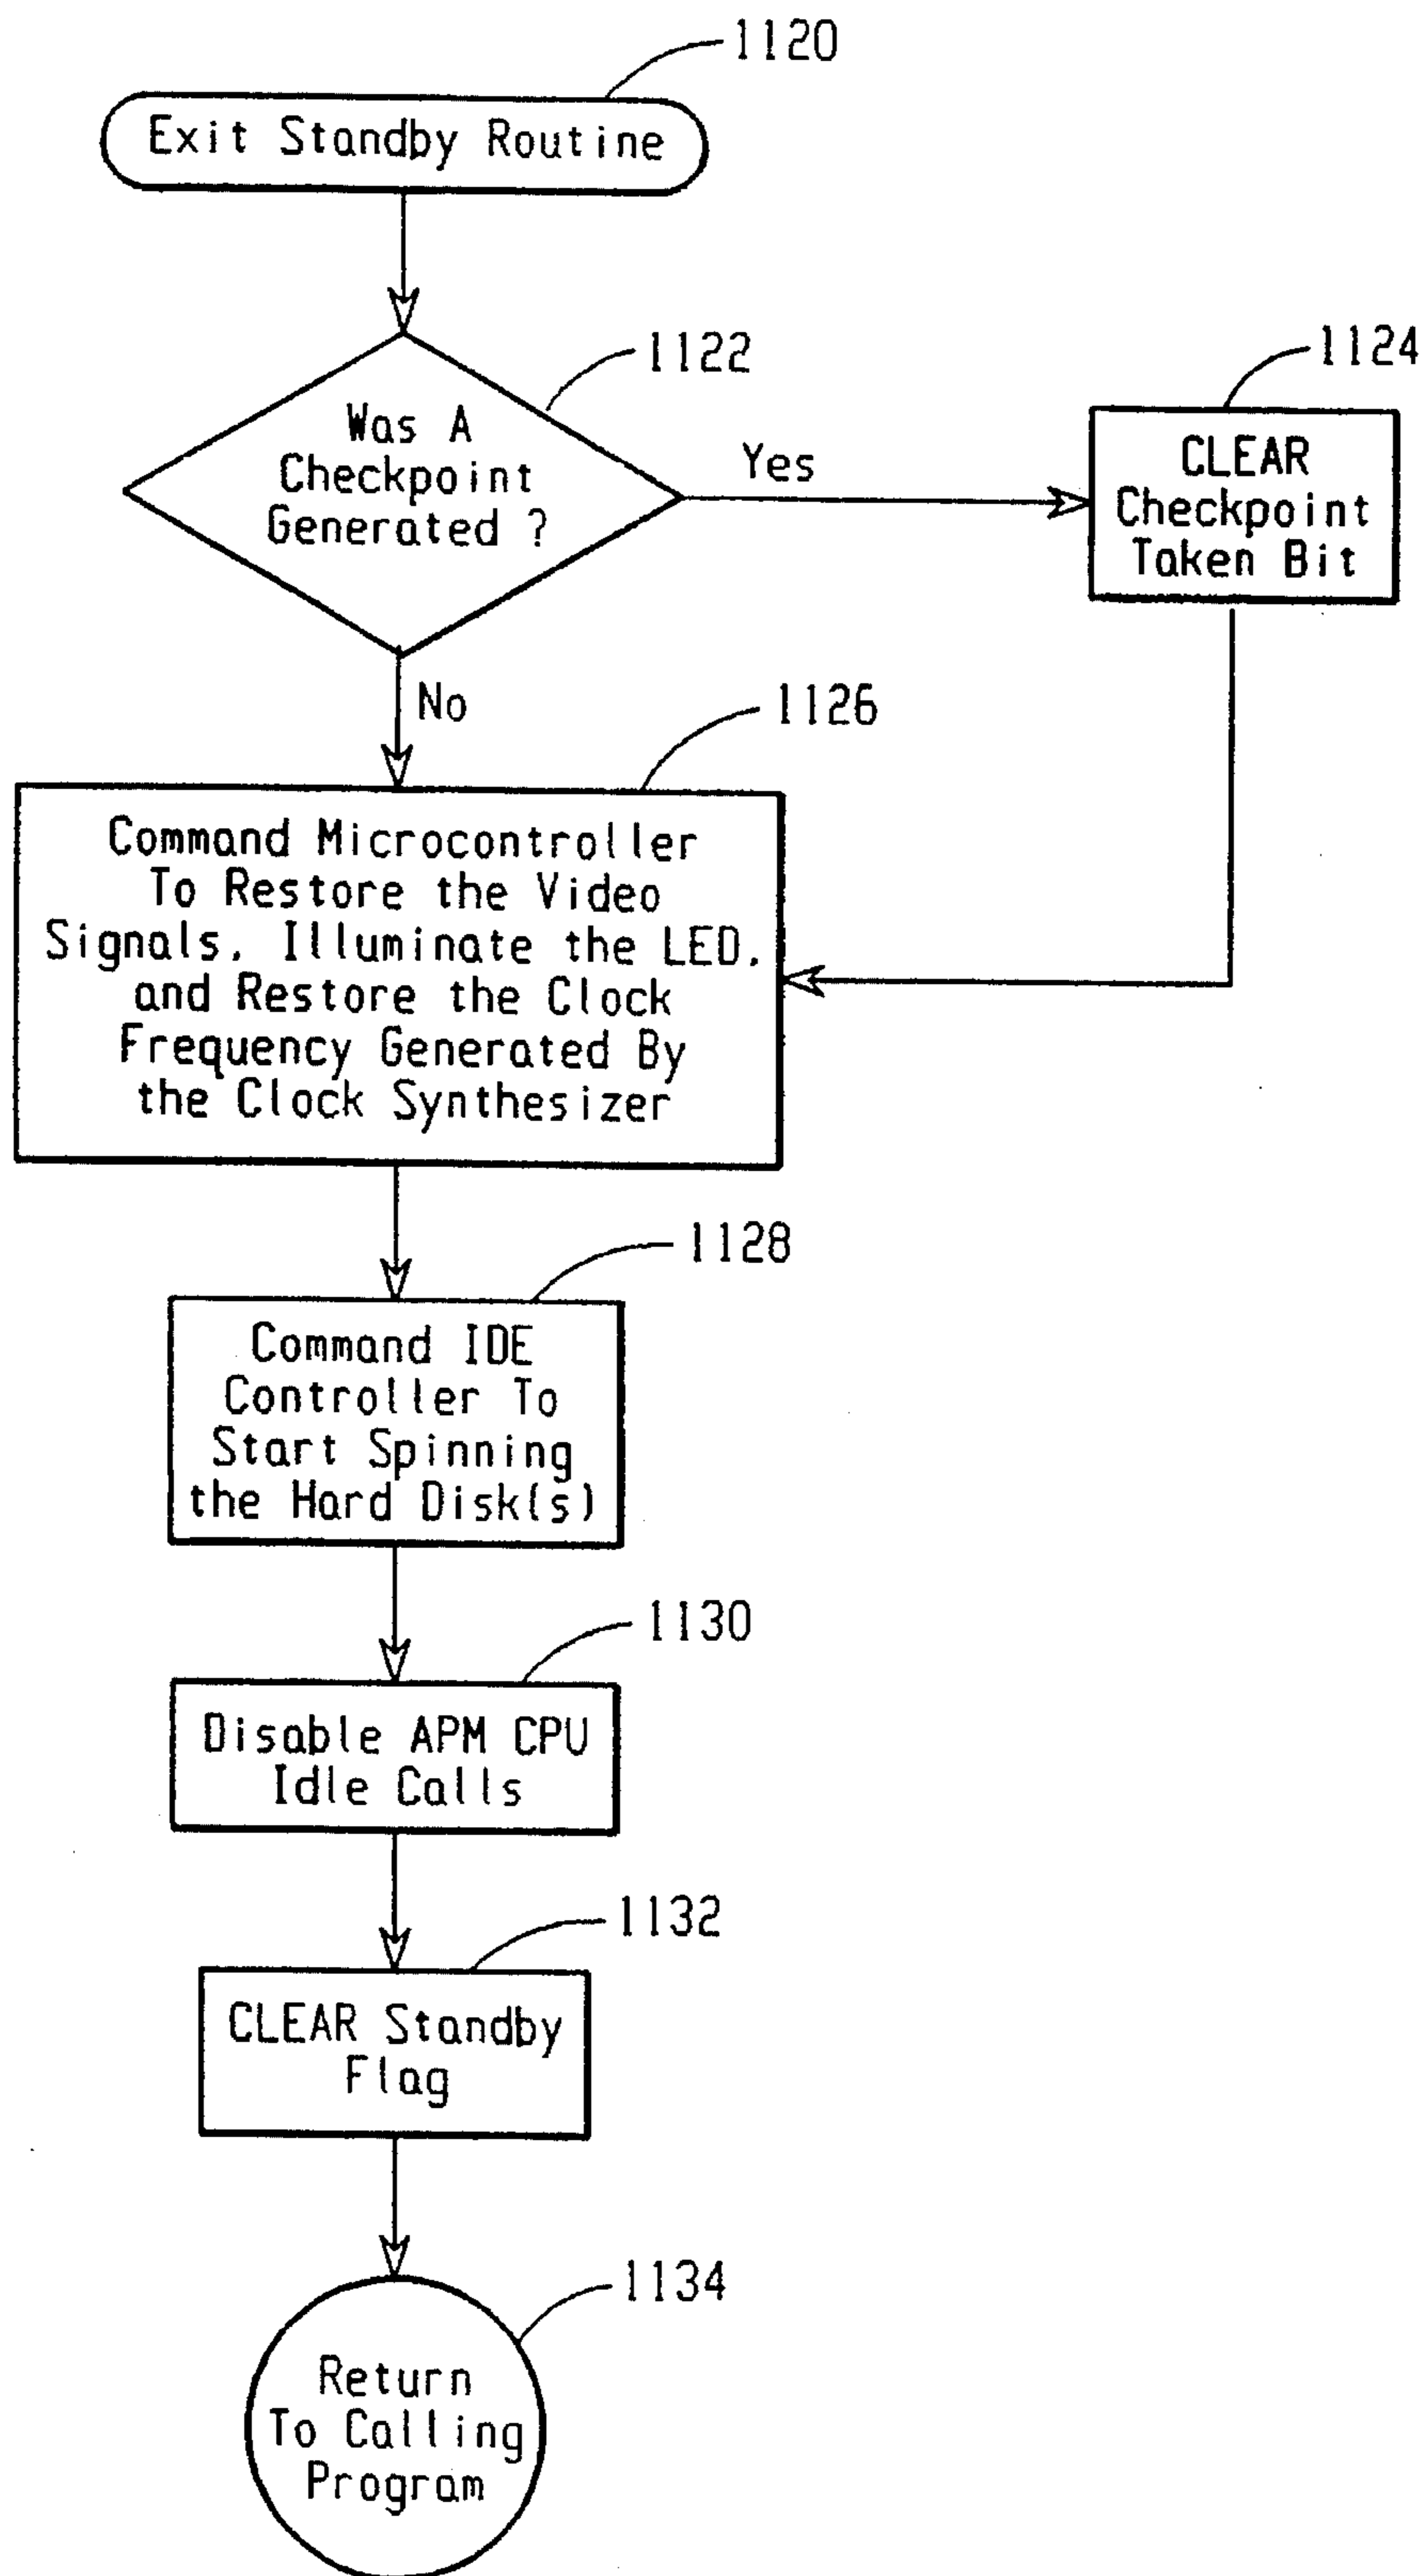 1120
Exit Standby Routine
1122
Was A
Checkpoint
Generated ?
Yes
1124
CLEAR
Checkpoint
Taken Bit
No
1126
Command Microcontroller
To Restore the Video
Signals, Illuminate the LED,
and Restore the Clock
Frequency Generated By
the Clock Synthesizer
1128
Command IDE
Controller To
Start Spinning
the Hard Disk(s)
1130
Disable APM CPU
Idle Calls
1132
CLEAR Standby
Flag
1134
Return
To Calling
Program